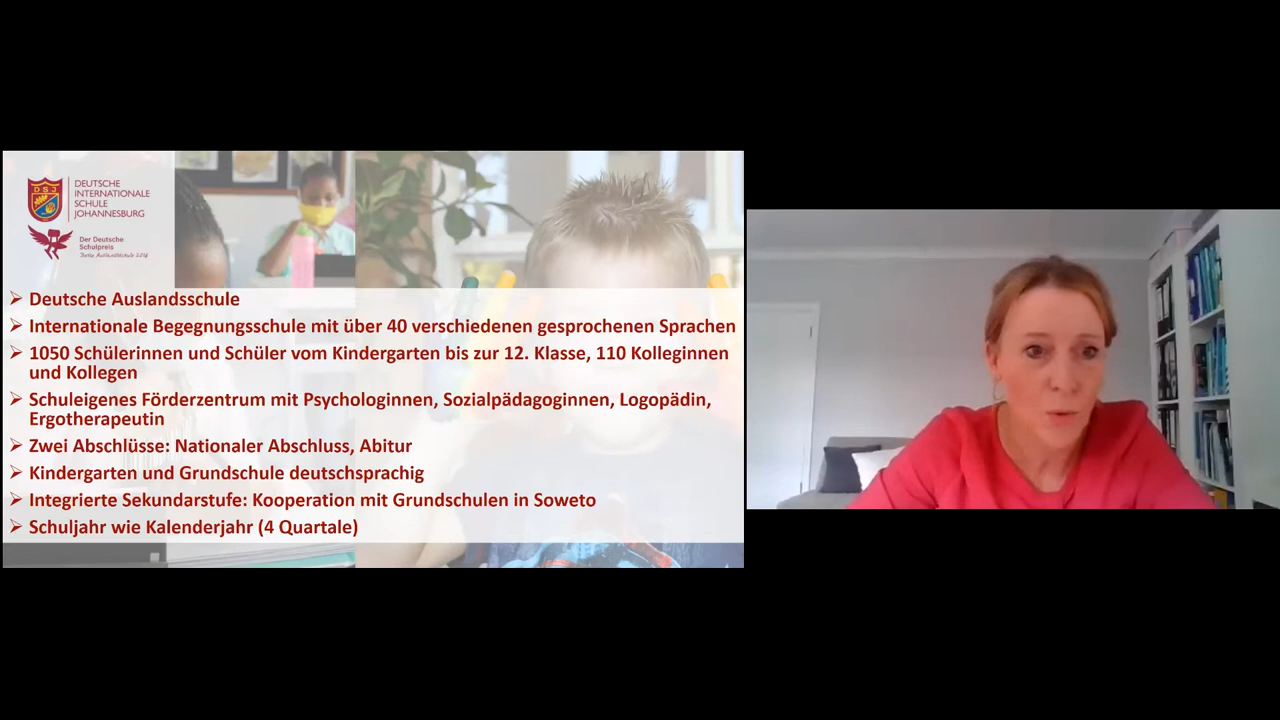 DSJ
DEUTSCHE
INTERNATIONALE
SCHULE
JOHANNESBURG
Der Deutsche
Schulpreis
➢ Deutsche Auslandsschule
➢ Internationale Begegnungsschule mit über 40 verschiedenen gesprochenen Sprachen
➢ 1050 Schülerinnen und Schüler vom Kindergarten bis zur 12. Klasse, 110 Kolleginnen
und Kollegen
➢ Schuleigenes Förderzentrum mit Psychologinnen, Sozialpädagoginnen, Logopädin,
Ergotherapeutin
➢ Zwei Abschlüsse: Nationaler Abschluss, Abitur
➢ Kindergarten und Grundschule deutschsprachig
➢ Integrierte Sekundarstufe: Kooperation mit Grundschulen in Soweto
➢ Schuljahr wie Kalenderjahr (4 Quartale)